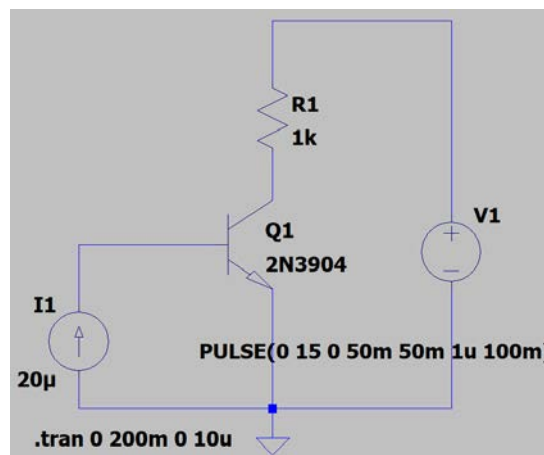 R1
1k
Q1
2N3904
V1
I1
20µ
PULSE(0 15 0 50m 50m 1u 100m)
.tran 0 200m 0 10u